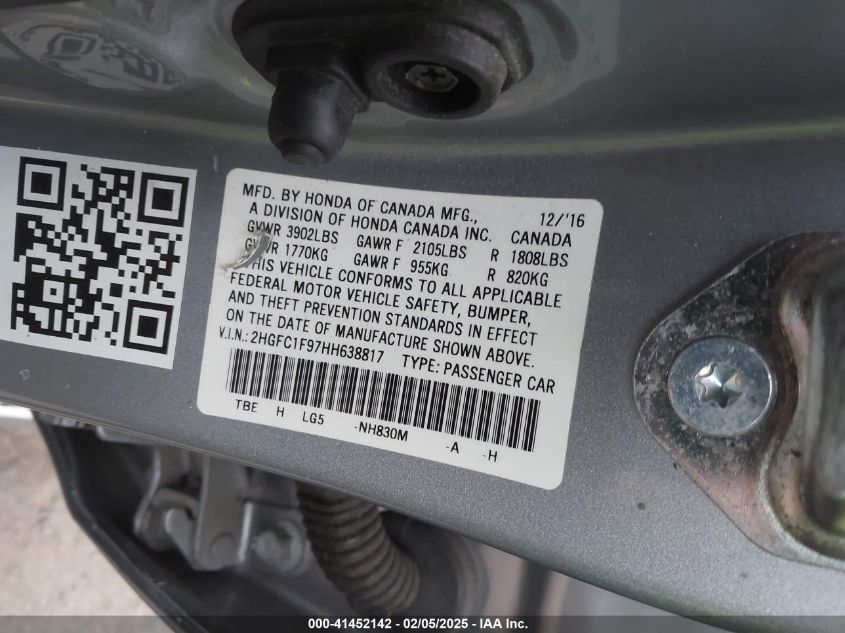 MFD. BY HONDA OF CANADA MFG., 12/'16
A DIVISION OF HONDA CANADA INC. CANADA
GVWR 3902LBS GAWR F 2105LBS R 1808LBS
GVWR 1770KG GAWR F 955KG R 820KG
THIS VEHICLE CONFORMS TO ALL APPLICABLE
FEDERAL MOTOR VEHICLE SAFETY, BUMPER,
AND THEFT PREVENTION STANDARDS IN EFFECT
ON THE DATE OF MANUFACTURE SHOWN ABOVE.
V.I.N.: 2HGFC1F97HH638817 TYPE: PASSENGER CAR
TBE H LG5 -NH830M -A -H
000-41452142 - 02/05/2025 - IAA Inc.